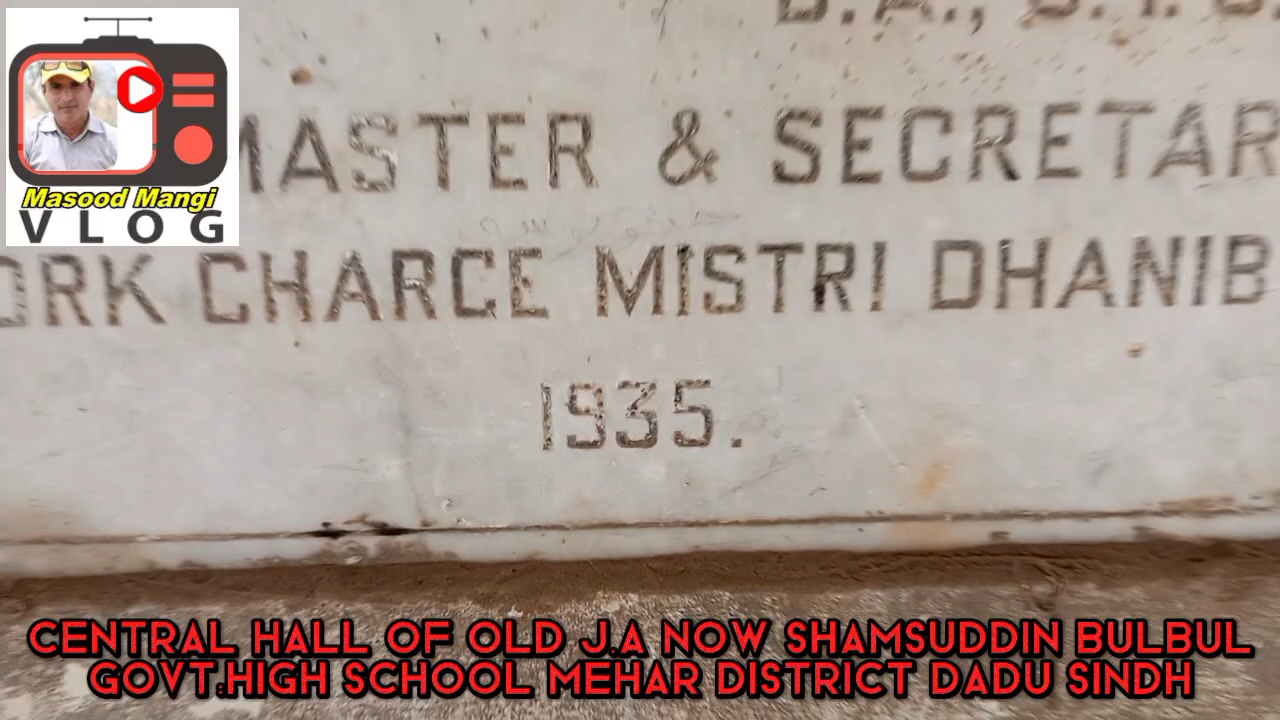 B.A., S.T.C.
MASTER & SECRETAR
ORK CHARGE MISTRI DHANIB
1935.
Masood Mangi
VLOG
CENTRAL HALL OF OLD J.A NOW SHAMSUDDIN BULBUL
GOVT:HIGH SCHOOL MEHAR DISTRICT DADU SINDH